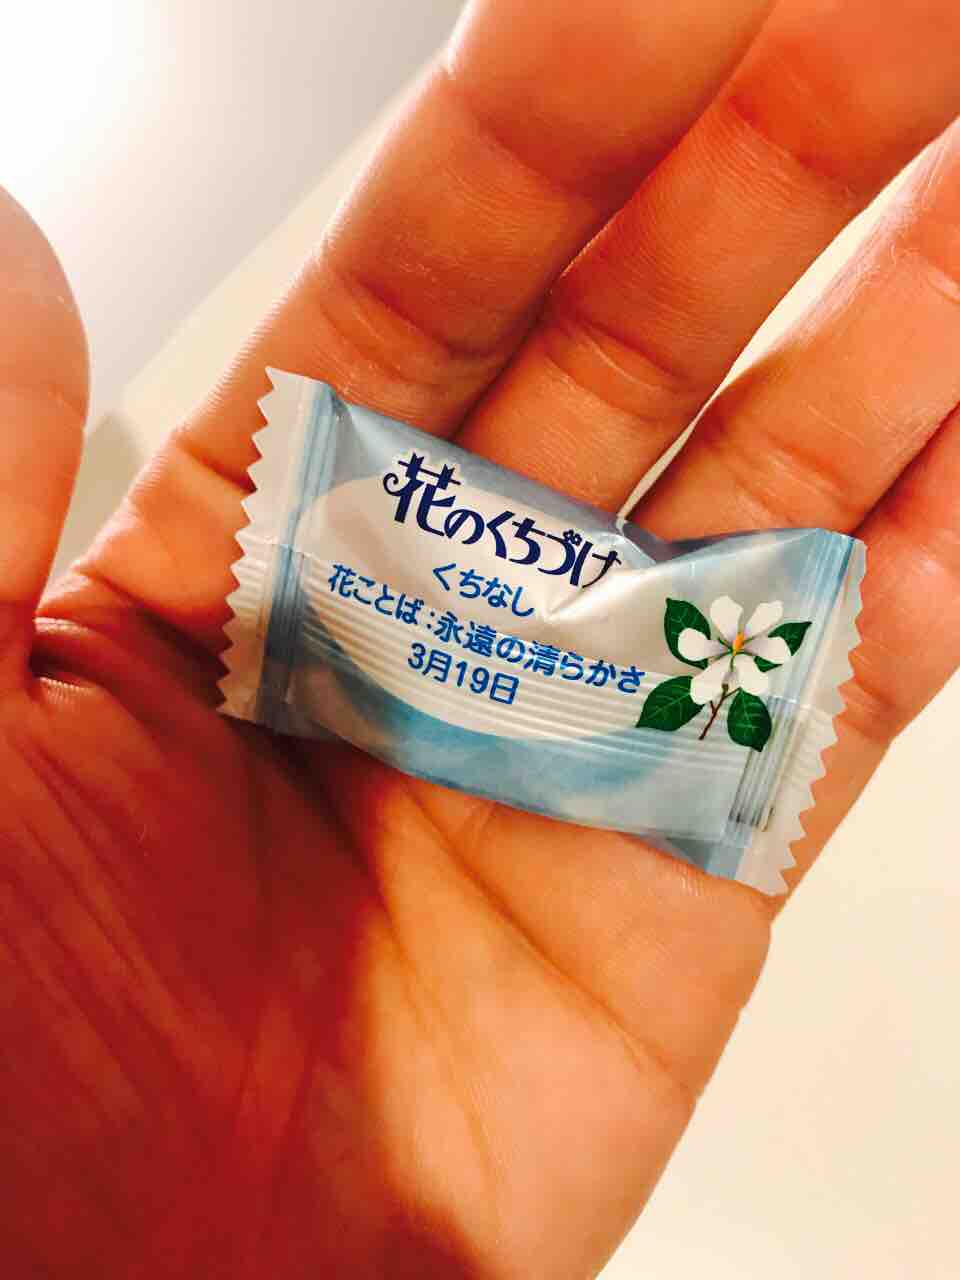 花のくちづけ
くちなし
花ことば:永遠の清らかさ
3月19日